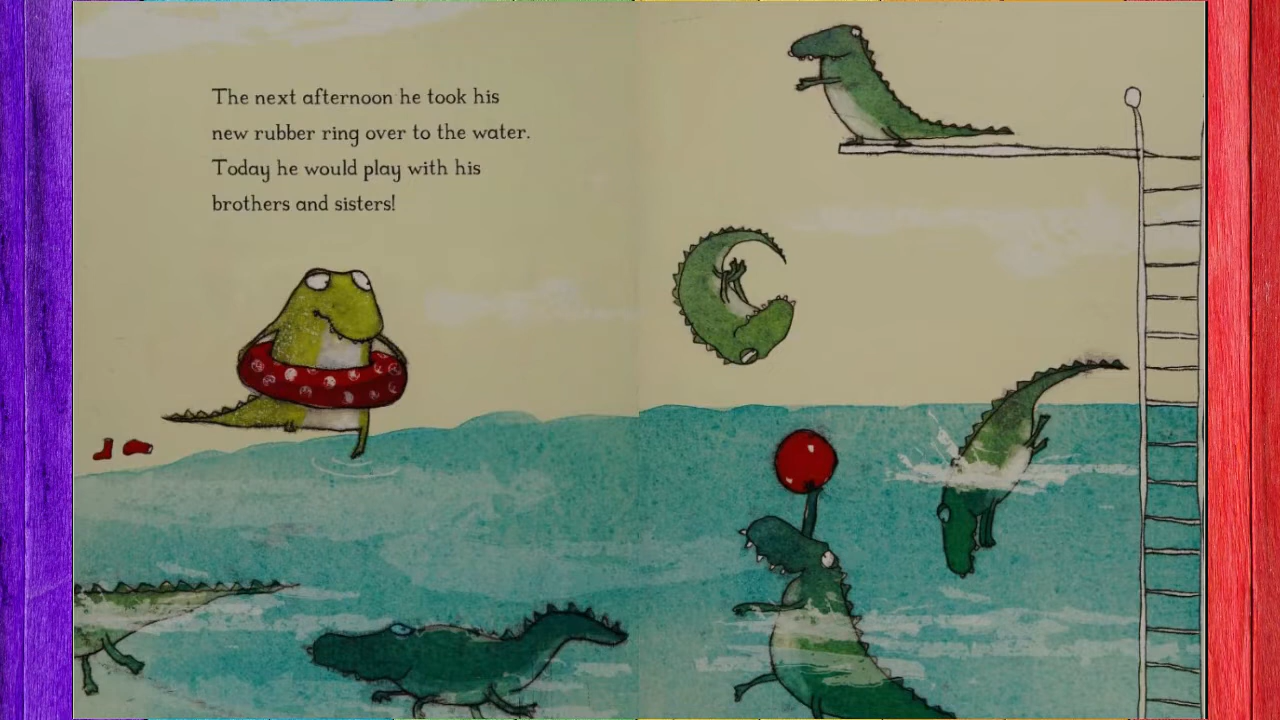 The next afternoon he took his
new rubber ring over to the water.
Today he would play with his
brothers and sisters!